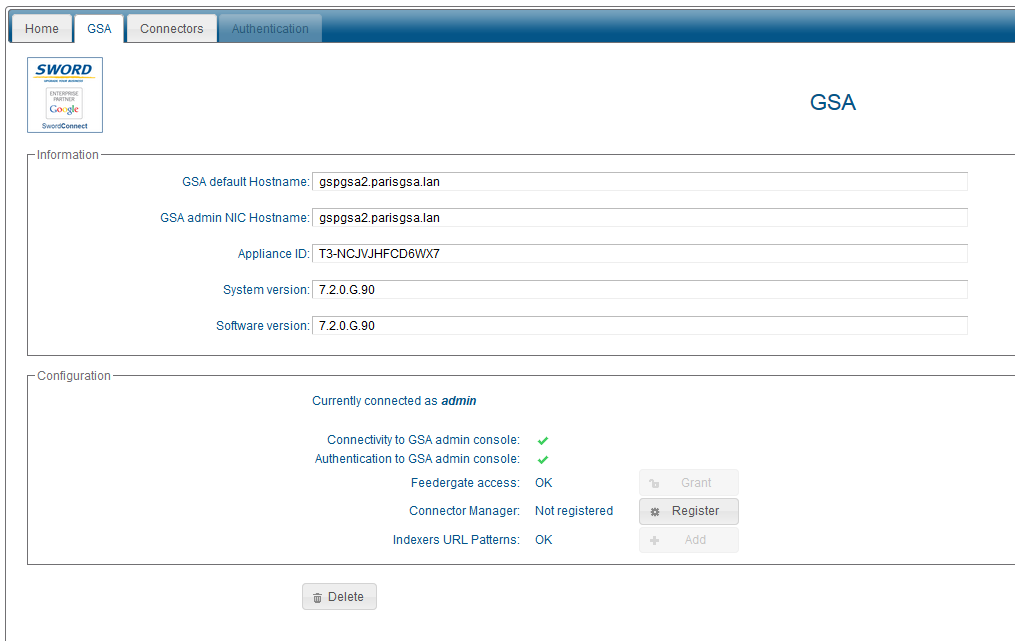 Home GSA Connectors Authentication
SWORD
ENTERPRISE
PARTNER
Google
SwordConnect
GSA
Information
GSA default Hostname: gspgsa2.parisgsa.lan
GSA admin NIC Hostname: gspgsa2.parisgsa.lan
Appliance ID: T3-NCJVJHFCD6WX7
System version: 7.2.0.G.90
Software version: 7.2.0.G.90
Configuration
Currently connected as admin
Connectivity to GSA admin console:
Authentication to GSA admin console:
Feedergate access: OK Grant
Connector Manager: Not registered Register
Indexers URL Patterns: OK Add
Delete